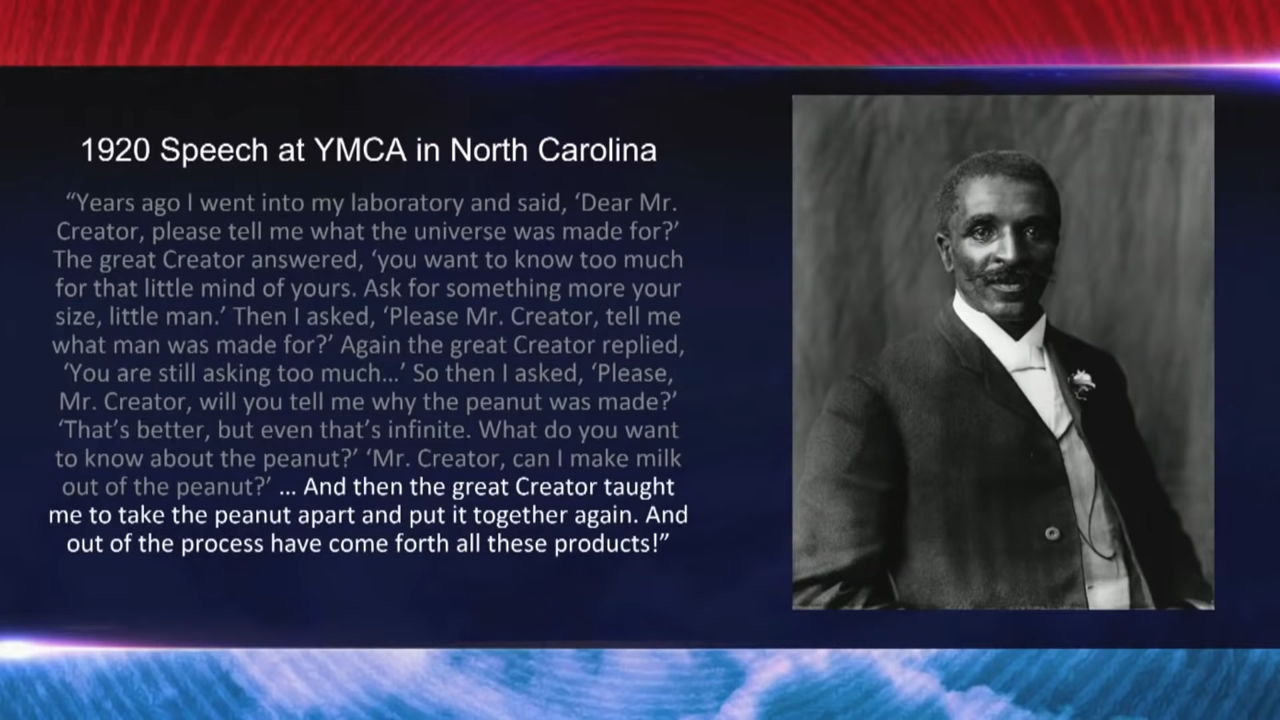 1920 Speech at YMCA in North Carolina
“Years ago I went into my laboratory and said, ‘Dear Mr.
Creator, please tell me what the universe was made for?’
The great Creator answered, ‘you want to know too much
for that little mind of yours. Ask for something more your
size, little man.’ Then I asked, ‘Please Mr. Creator, tell me
what man was made for?’ Again the great Creator replied,
‘You are still asking too much...’ So then I asked, ‘Please,
Mr. Creator, will you tell me why the peanut was made?’
‘That’s better, but even that’s infinite. What do you want
to know about the peanut?’ ‘Mr. Creator, can I make milk
out of the peanut?’ ... And then the great Creator taught
me to take the peanut apart and put it together again. And
out of the process have come forth all these products!”